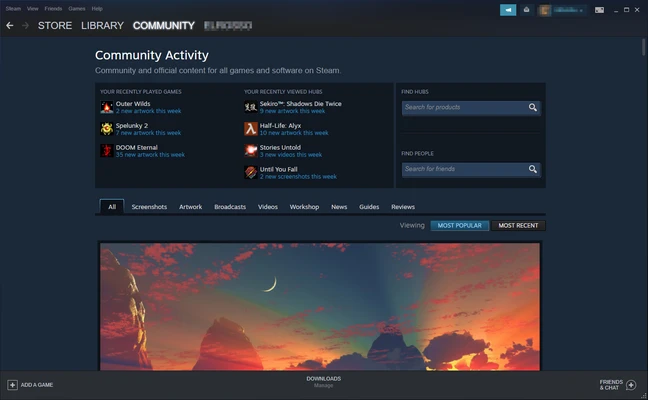 Steam View Friends Games Help
STORE LIBRARY COMMUNITY
Community Activity
Community and official content for all games and software on Steam.
YOUR RECENTLY PLAYED GAMES
Outer Wilds
2 new artwork this week
Spelunky 2
7 new artwork this week
DOOM Eternal
35 new artwork this week
YOUR RECENTLY VIEWED HUBS
Sekiro™: Shadows Die Twice
9 new artwork this week
Half-Life: Alyx
10 new artwork this week
Stories Untold
3 new videos this week
Until You Fall
2 new screenshots this week
FIND HUBS
Search for products
FIND PEOPLE
Search for friends
All Screenshots Artwork Broadcasts Videos Workshop News Guides Reviews
Viewing MOST POPULAR MOST RECENT
ADD A GAME
DOWNLOADS
Manage
FRIENDS
& CHAT